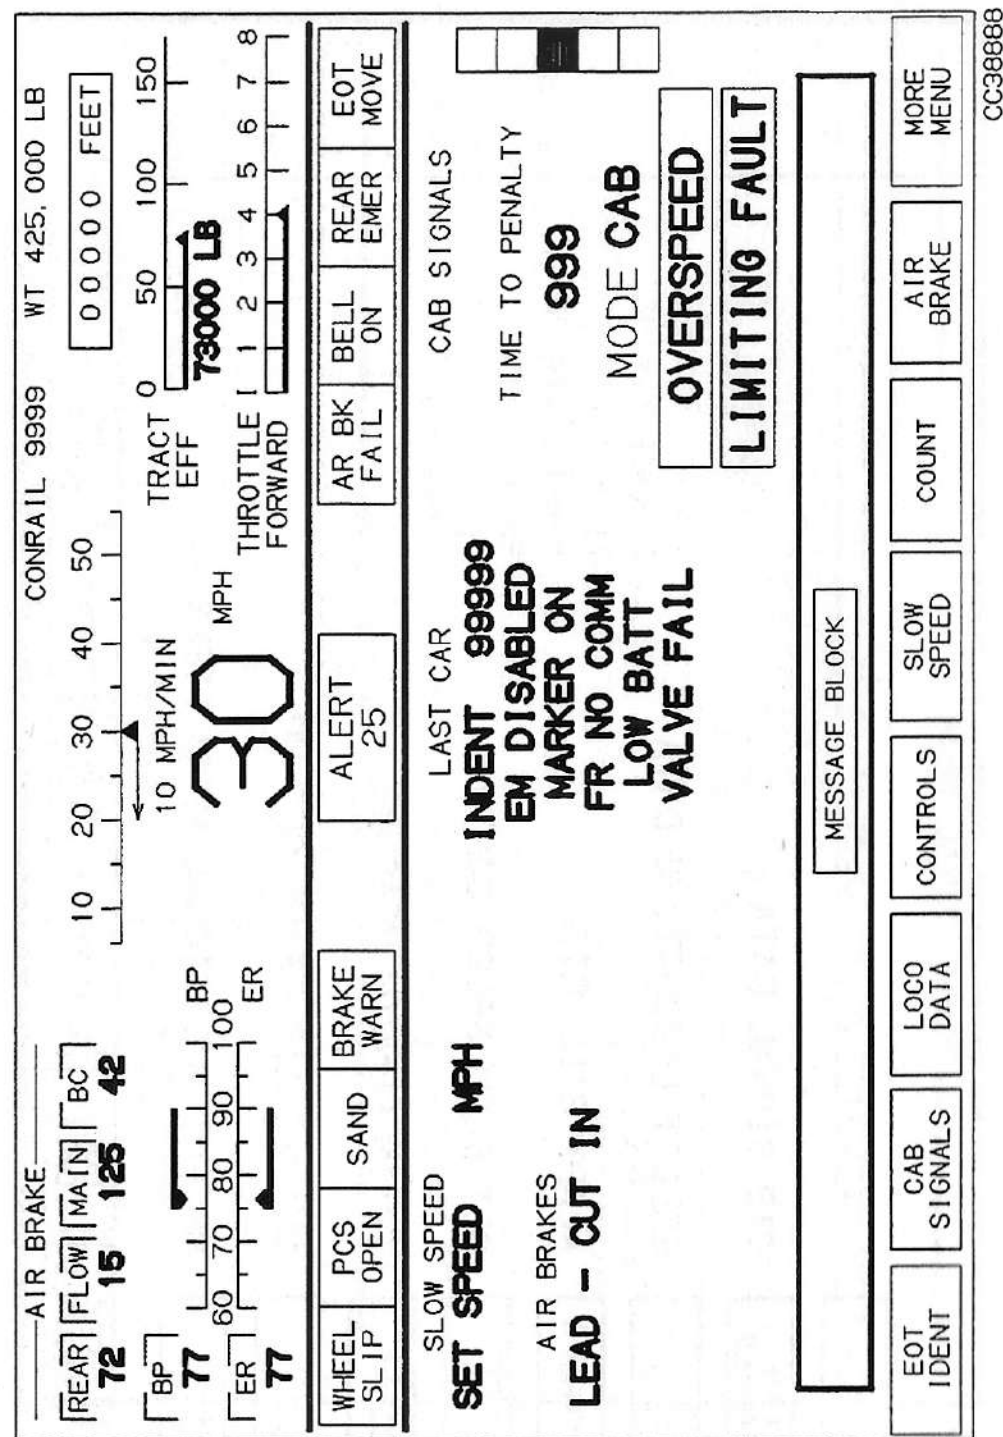 AIR BRAKE CONRAIL 9999 WT 425,000 LB
REAR FLOW MAIN BC
72 15 125 42
BP
77
ER
77
BP
60 70 80 90 100
ER
10 20 30 40 50
10 MPH/MIN
30 MPH
00000 FEET
TRACT
EFF
0 50 100 150
73000 LB
THROTTLE
FORWARD
I 1 2 3 4 5 6 7 8
WHEEL
SLIP
PCS
OPEN
SAND
BRAKE
WARN
ALERT
25
AR BK
FAIL
BELL
ON
REAR
EMER
EOT
MOVE
SLOW SPEED
SET SPEED MPH
AIR BRAKES
LEAD - CUT IN
LAST CAR
INDENT 99999
EM DISABLED
MARKER ON
FR NO COMM
LOW BATT
VALVE FAIL
CAB SIGNALS
TIME TO PENALTY
999
MODE CAB
OVERSPEED
LIMITING FAULT
MESSAGE BLOCK
EOT
IDENT
CAB
SIGNALS
LOCO
DATA
CONTROLS
SLOW
SPEED
COUNT
AIR
BRAKE
MORE
MENU
CC38888